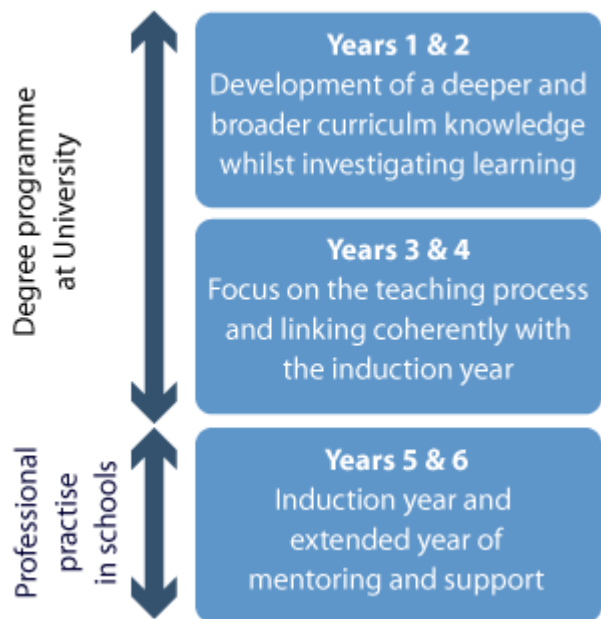 Degree programme
at University
Years 1 & 2
Development of a deeper and
broader curriculm knowledge
whilst investigating learning
Years 3 & 4
Focus on the teaching process
and linking coherently with
the induction year
Professional
practise
in schools
Years 5 & 6
Induction year and
extended year of
mentoring and support